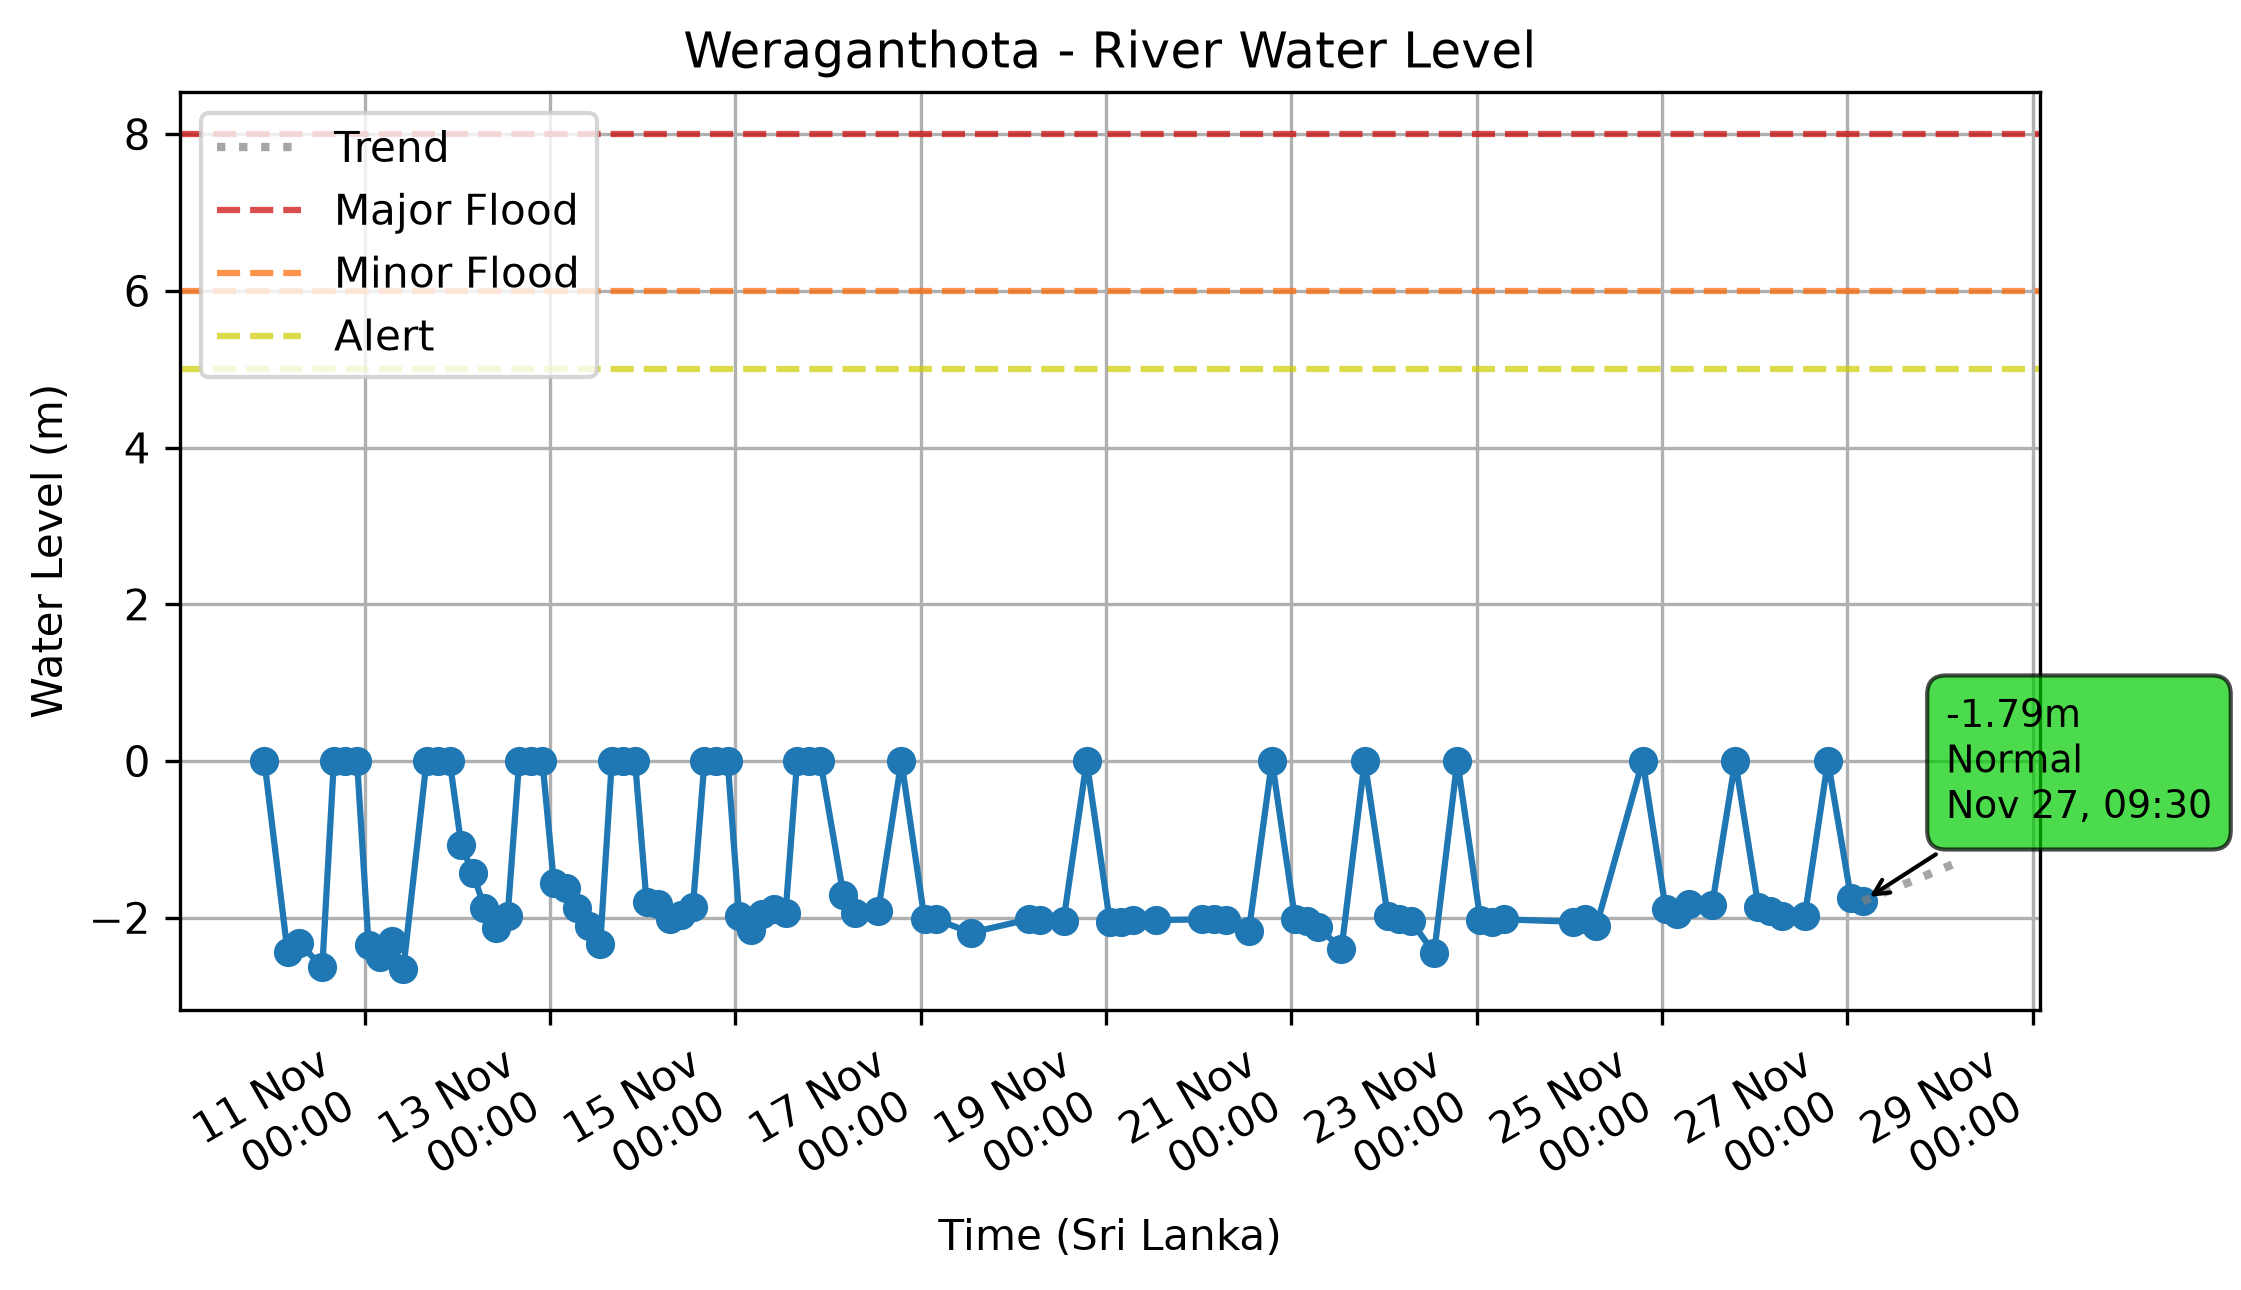 Weraganthota - River Water Level
Trend
Major Flood
Minor Flood
Alert
Water Level (m)
8
6
4
2
0
−2
-1.79m
Normal
Nov 27, 09:30
11 Nov
00:00
13 Nov
00:00
15 Nov
00:00
17 Nov
00:00
19 Nov
00:00
21 Nov
00:00
23 Nov
00:00
25 Nov
00:00
27 Nov
00:00
29 Nov
00:00
Time (Sri Lanka)